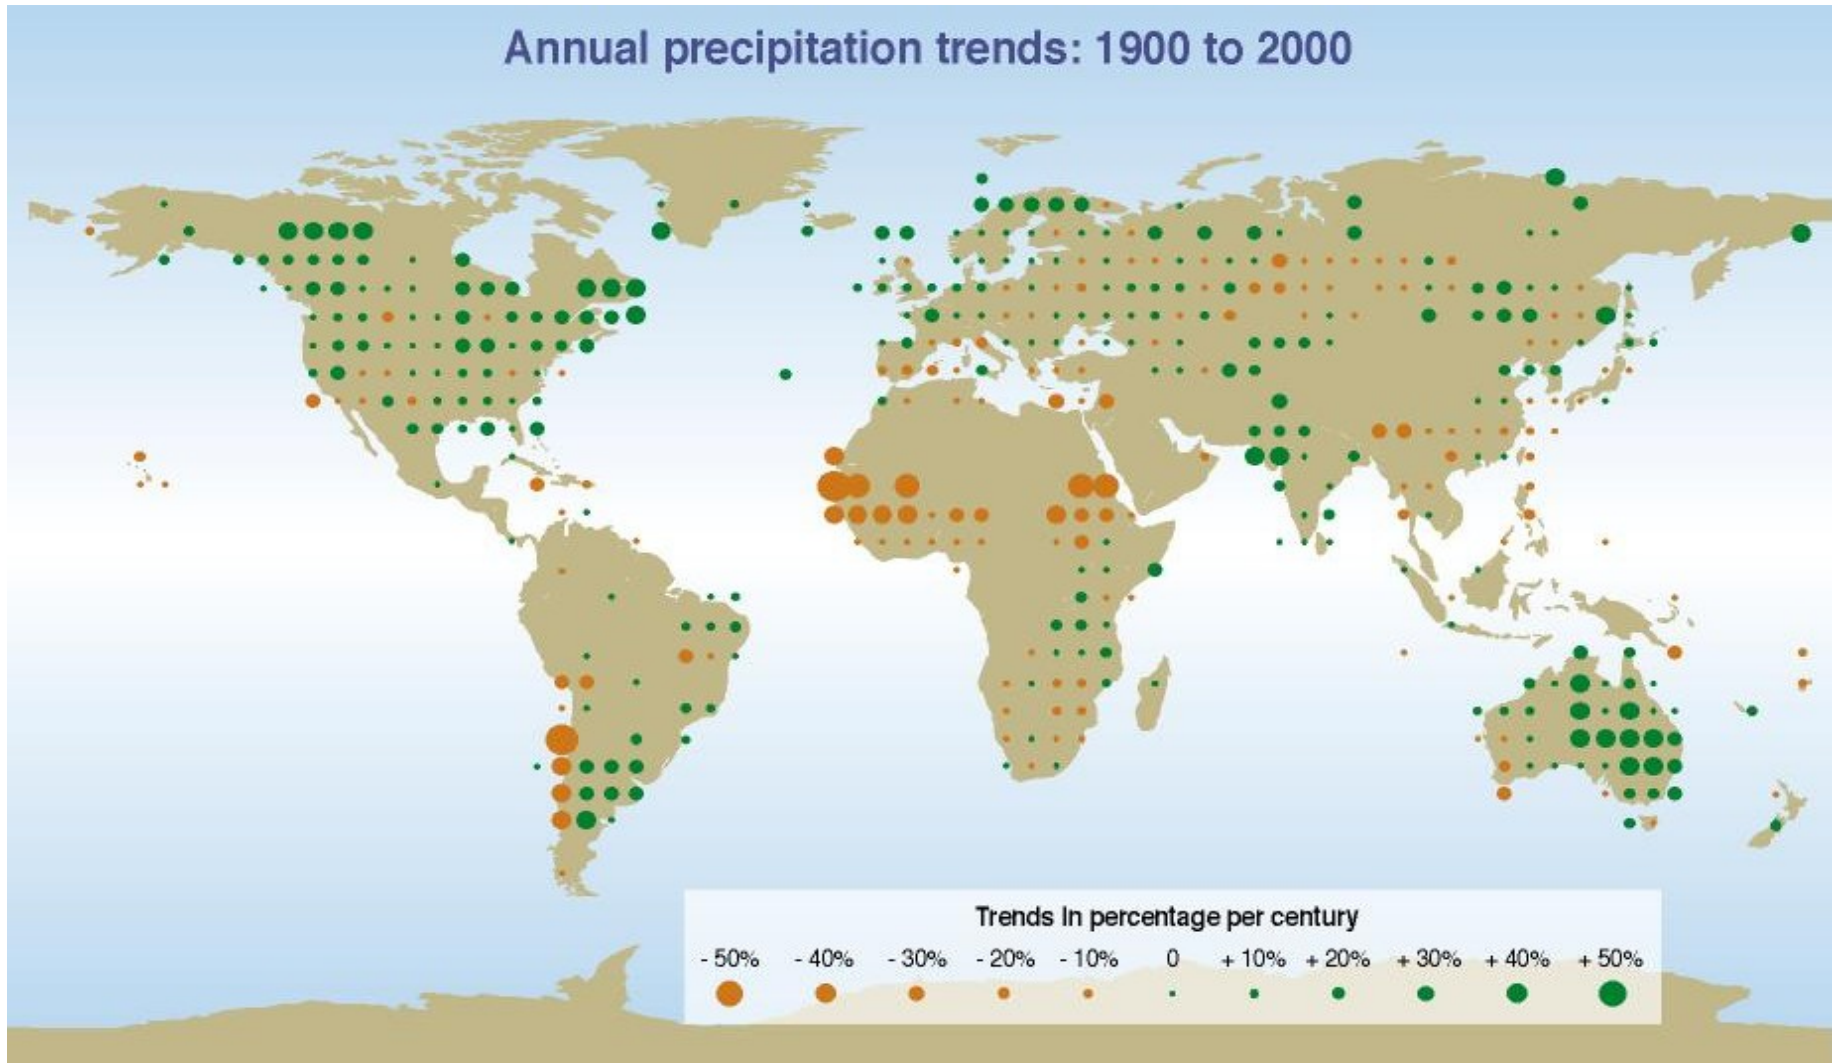 Annual precipitation trends: 1900 to 2000
Trends In percentage per century
- 50% - 40% - 30% - 20% - 10% 0 + 10% + 20% + 30% + 40% + 50%